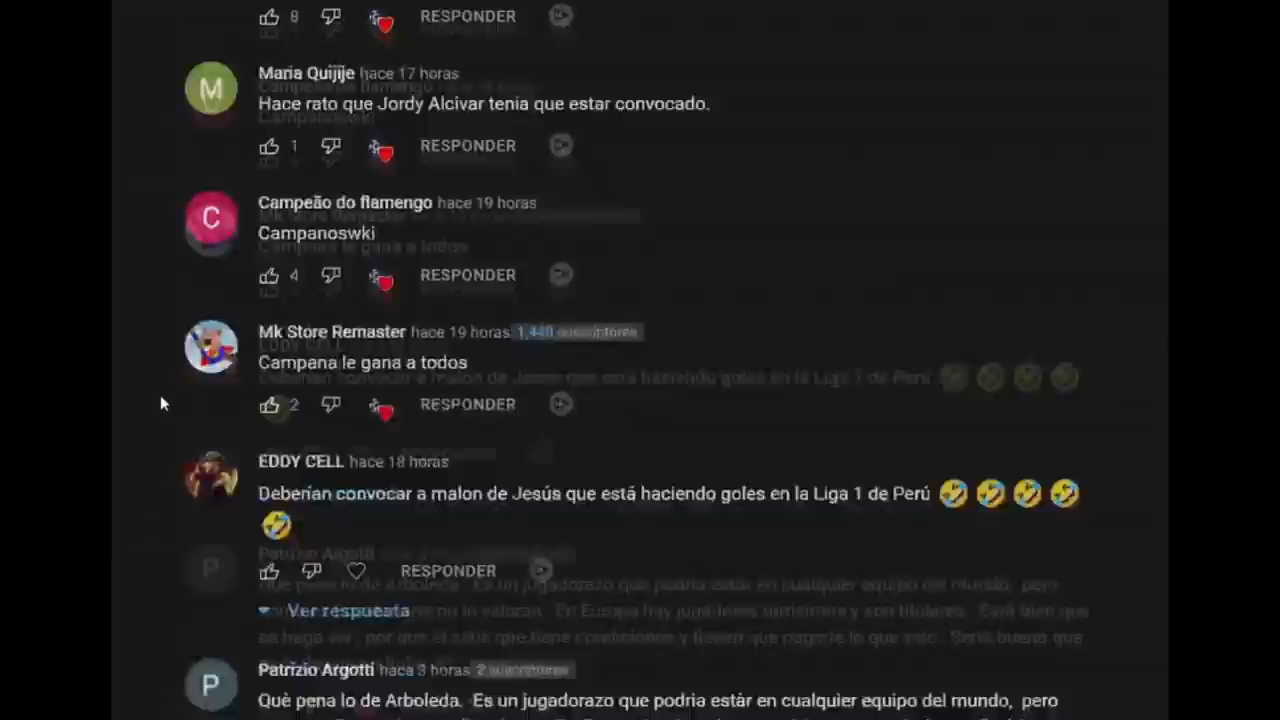 8 RESPONDER
Maria Quijije hace 17 horas
Hace rato que Jordy Alcivar tenia que estar convocado.
1 RESPONDER
Campeão do flamengo hace 19 horas
Campanoswki
4 RESPONDER
Mk Store Remaster hace 19 horas 1,440 suscriptores
Campana le gana a todos
2 RESPONDER
EDDY CELL hace 18 horas
Deberían convocar a malon de Jesús que está haciendo goles en la Liga 1 de Perú 🤣 🤣 🤣 🤣
🤣
RESPONDER
Ver respuesta
Patrizio Argotti hace 3 horas 2 suscriptores
Què pena lo de Arboleda. Es un jugadorazo que podria estàr en cualquier equipo del mundo, pero